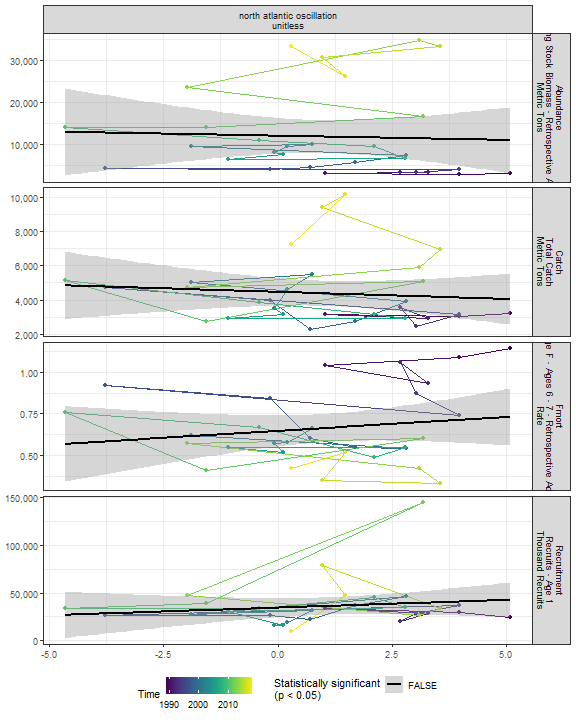 north atlantic oscillation
unitless
30,000
20,000
10,000
Abundance
Stock Biomass - Retrospective
Metric Tons
10,000
8,000
6,000
4,000
2,000
Catch
Total Catch
Metric Tons
1.00
0.75
0.50
Fmort
F - Ages 6 - 7 - Retrospective
Rate
150,000
100,000
50,000
0
Recruitment
Recruits - Age 1
Thousand Recruits
-5.0
-2.5
0.0
2.5
5.0
Time
1990 2000 2010
Statistically significant
(p < 0.05)
FALSE